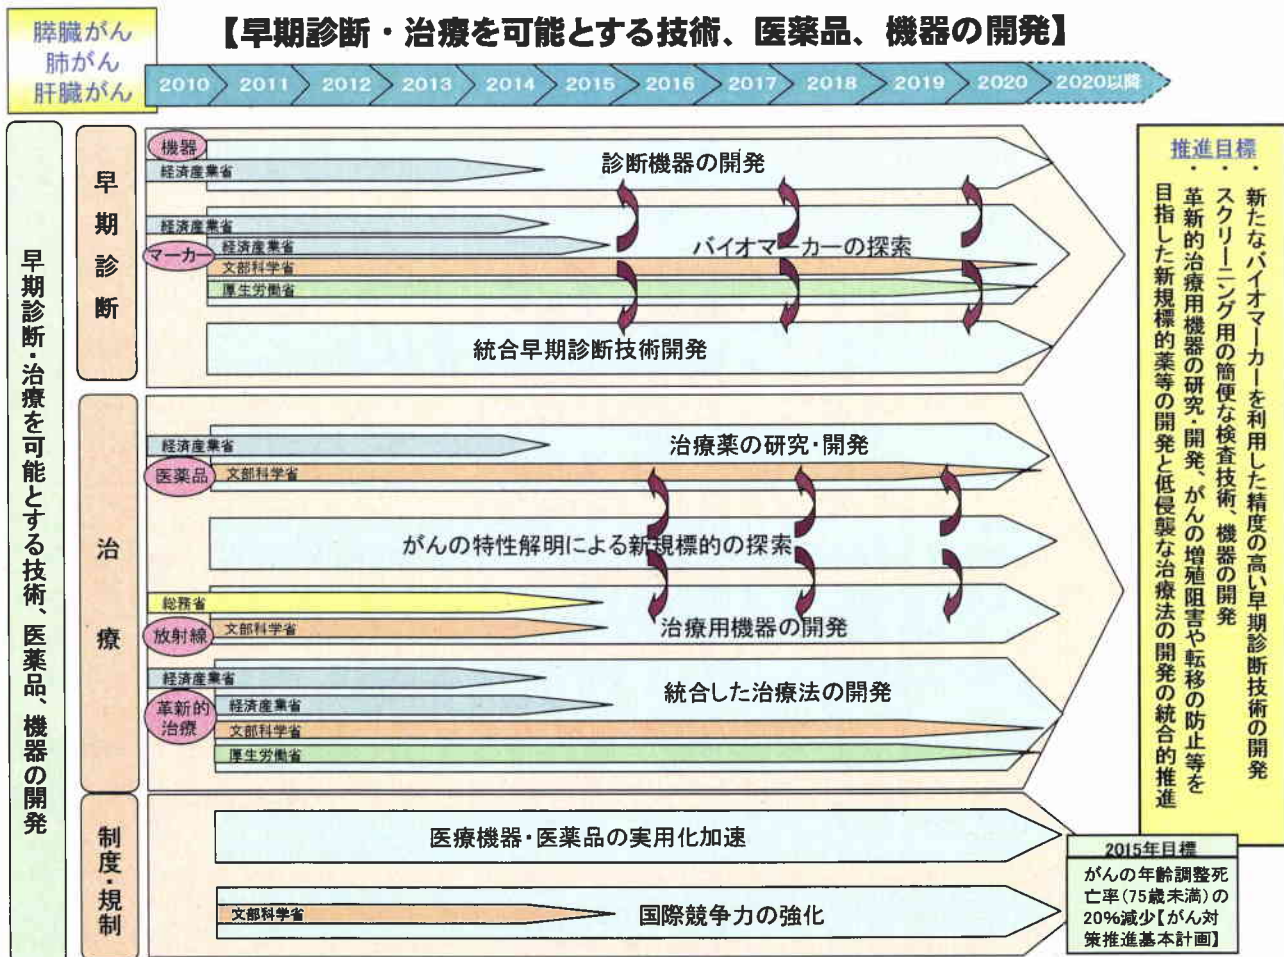 膵臓がん
肺がん
肝臓がん
【早期診断・治療を可能とする技術、医薬品、機器の開発】
2010
2011
2012
2013
2014
2015
2016
2017
2018
2019
2020
2020以降
早期診断・治療を可能とする技術、医薬品、機器の開発
早期診断
機器
経済産業省
診断機器の開発
経済産業省
マーカー
経済産業省
バイオマーカーの探索
文部科学省
厚生労働省
統合早期診断技術開発
治療
経済産業省
治療薬の研究・開発
医薬品
文部科学省
がんの特性解明による新規標的の探索
総務省
放射線
文部科学省
治療用機器の開発
経済産業省
統合した治療法の開発
革新的
治療
経済産業省
文部科学省
厚生労働省
制度・規制
医療機器・医薬品の実用化加速
文部科学省
国際競争力の強化
推進目標
・新たなバイオマーカーを利用した精度の高い早期診断技術の開発
・スクリーニング用の簡便な検査技術、機器の開発
・革新的治療用機器の研究・開発、がんの増殖阻害や転移の防止等を
目指した新規標的薬等の開発と低侵襲な治療法の開発の統合的推進
2015年目標
がんの年齢調整死
亡率(75歳未満)の
20%減少【がん対
策推進基本計画】